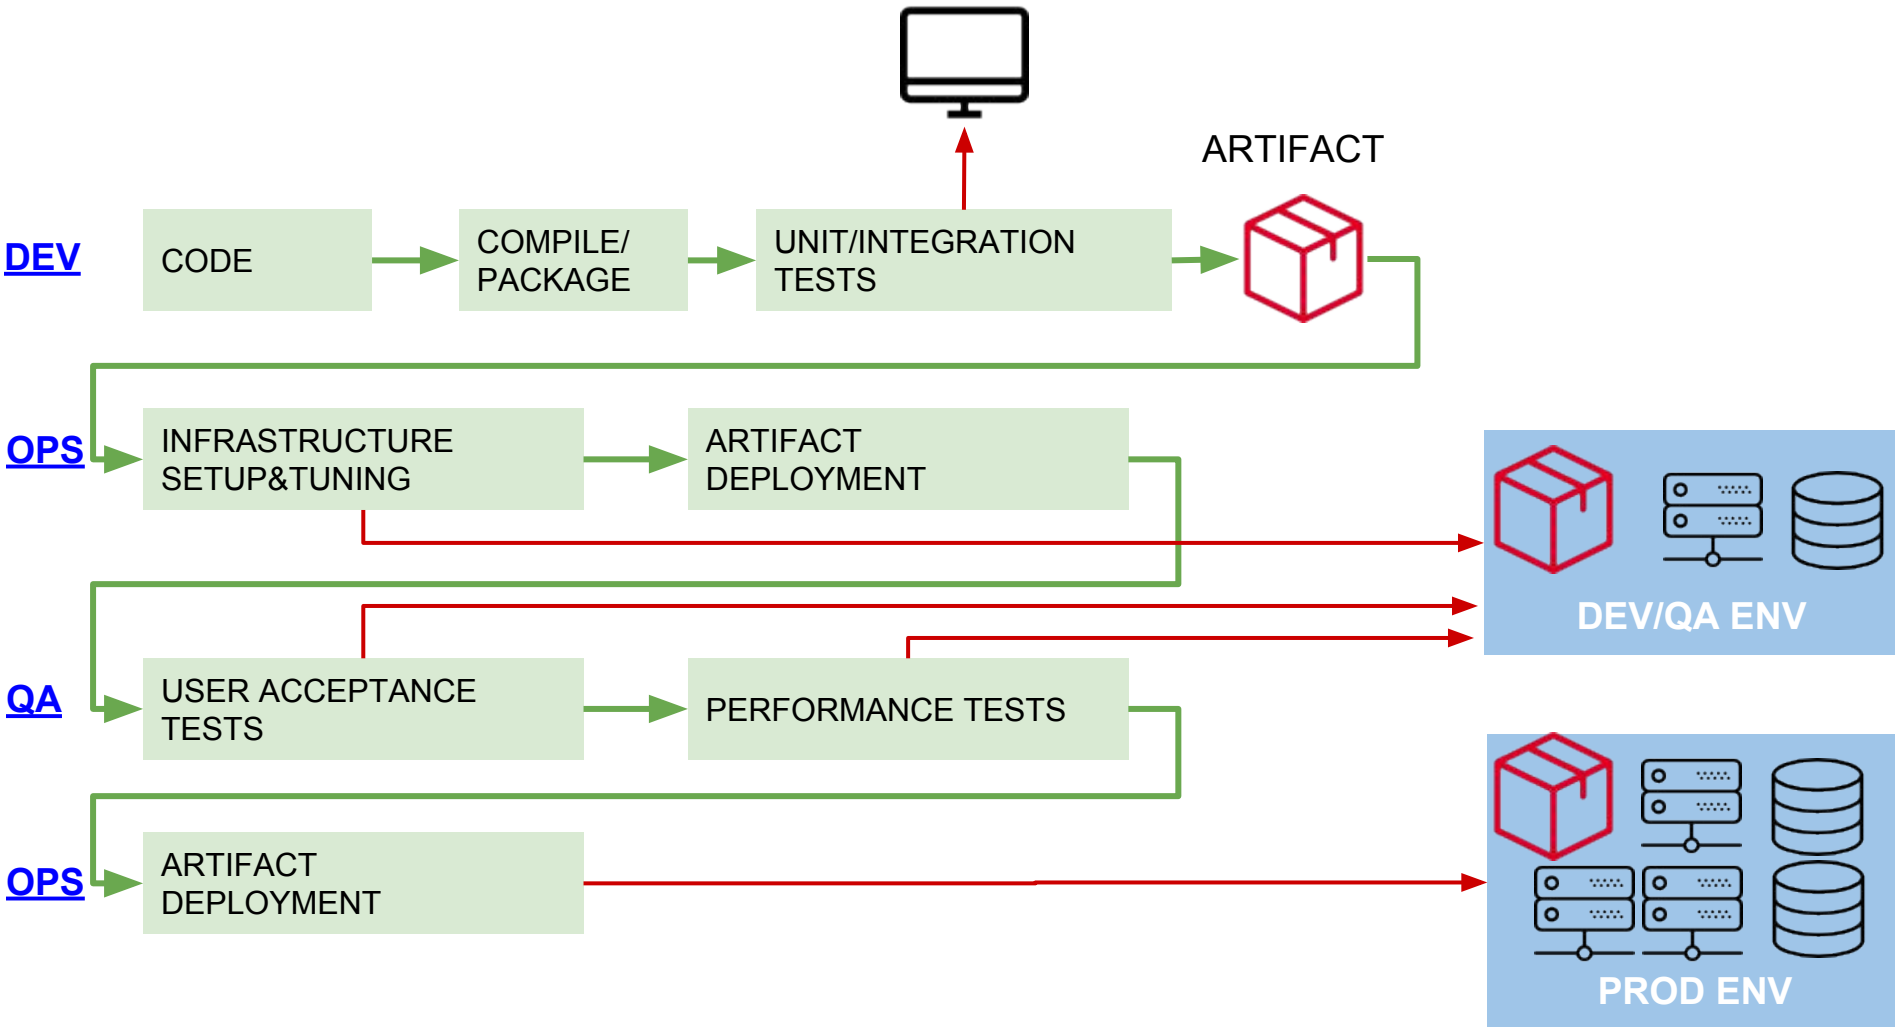 ARTIFACT
DEV
CODE
COMPILE/
PACKAGE
UNIT/INTEGRATION
TESTS
OPS
INFRASTRUCTURE
SETUP&TUNING
ARTIFACT
DEPLOYMENT
DEV/QA ENV
QA
USER ACCEPTANCE
TESTS
PERFORMANCE TESTS
OPS
ARTIFACT
DEPLOYMENT
PROD ENV